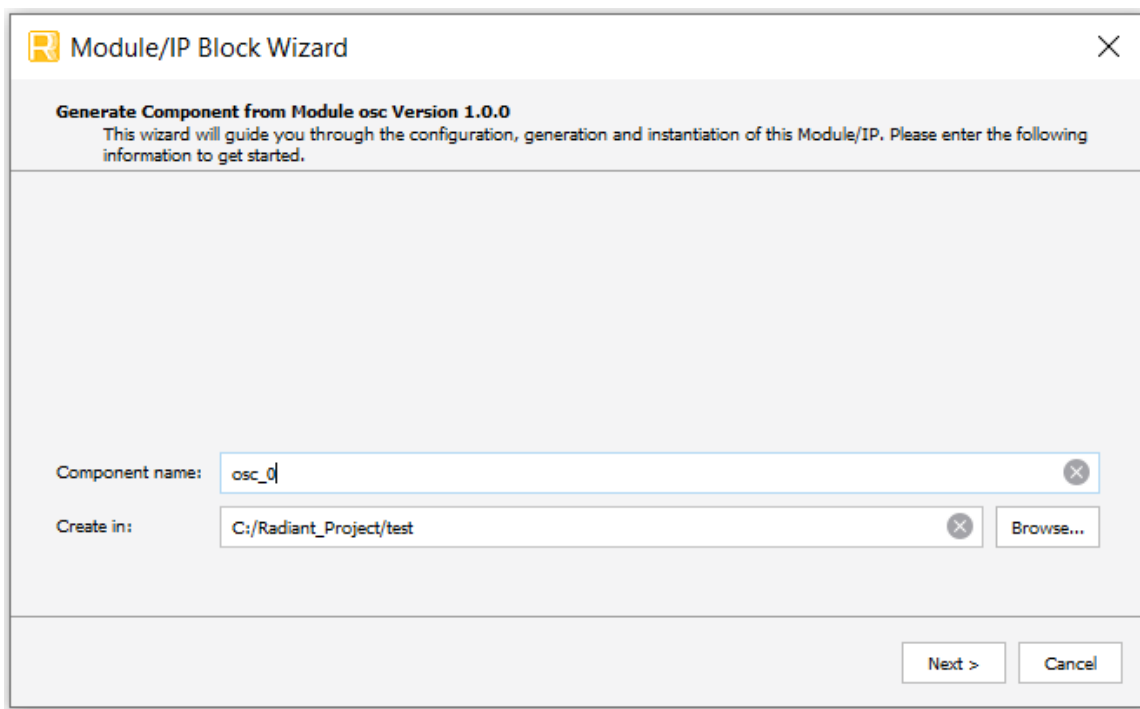 Module/IP Block Wizard
Generate Component from Module osc Version 1.0.0
This wizard will guide you through the configuration, generation and instantiation of this Module/IP. Please enter the following
information to get started.
Component name: osc_0
Create in: C:/Radiant_Project/test Browse...
Next > Cancel